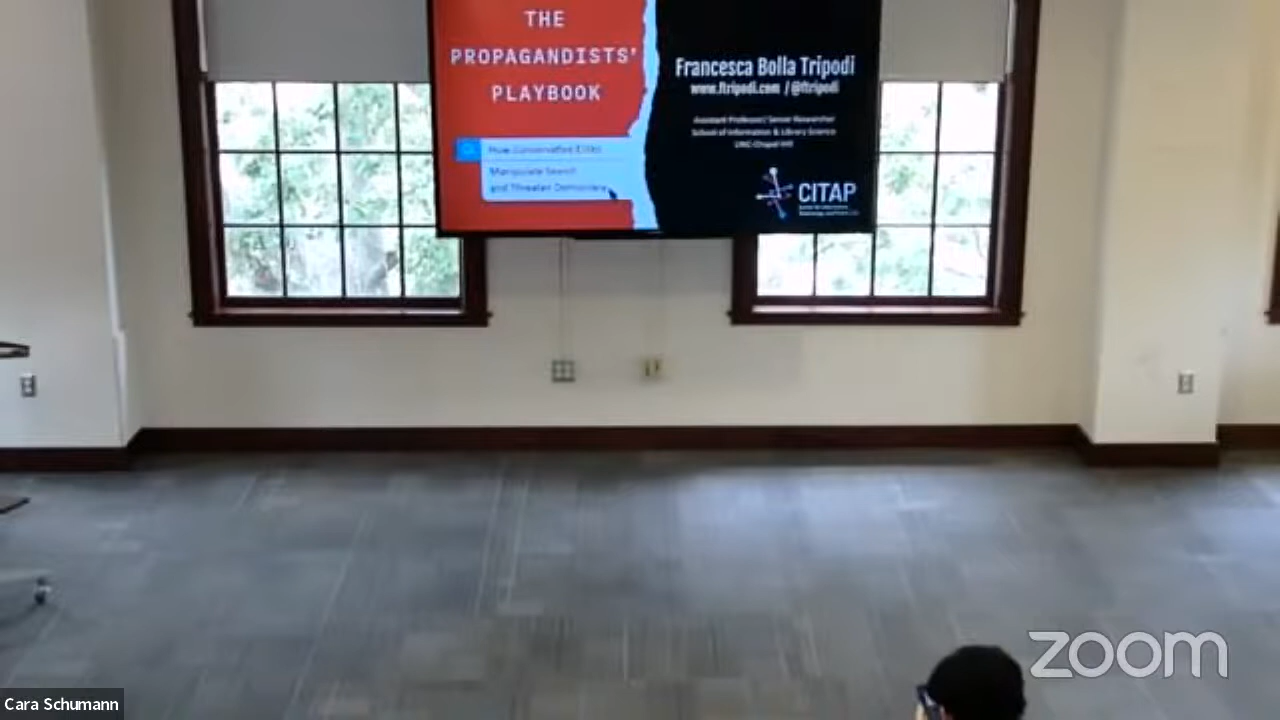 THE
PROPAGANDISTS'
PLAYBOOK
How Conservative Elites
Manipulate Search
and Threaten Democracy
Francesca Bolla Tripodi
www.ftripodi.com / @ftripodi
Assistant Professor/ Senior Researcher
School of Information & Library Science
UNC-Chapel Hill
CITAP
zoom
Cara Schumann